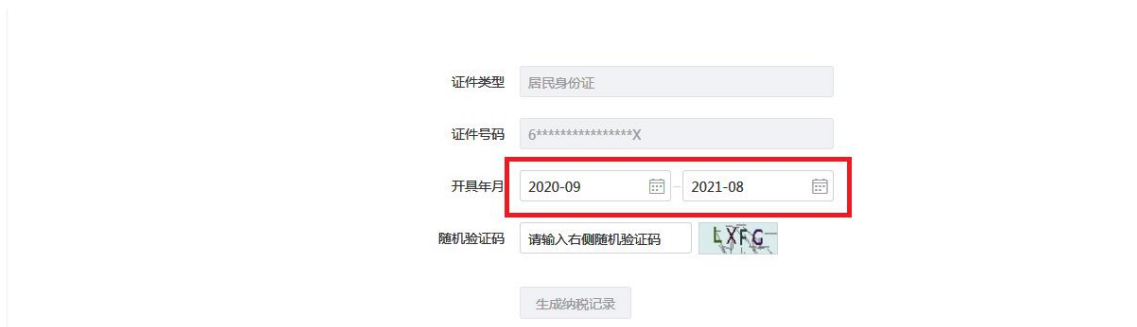 证件类型 居民身份证
证件号码 6****************X
开具年月 2020-09 - 2021-08
随机验证码 请输入右侧随机验证码 LXFG
生成纳税记录